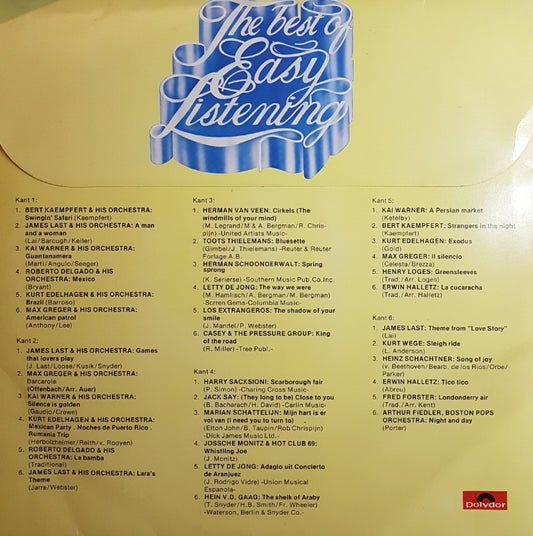 The best of
Easy
Listening
Kant 1:
1. BERT KAEMPFERT & HIS ORCHESTRA:
Swingin' Safari (Kaempfert)
2. JAMES LAST & HIS ORCHESTRA: A man
and a woman
(Lai/Barough/Keller)
3. KAI WARNER & HIS ORCHESTRA:
Guantanamera
(Marti/Angulo/Seeger)
4. ROBERTO DELGADO & HIS
ORCHESTRA: Mexico
(Bryant)
5. KURT EDELHAGEN & HIS ORCHESTRA:
Brazil (Barroso)
6. MAX GREGER & HIS ORCHESTRA:
American patrol
(Anthony/Lee)
Kant 2:
1. JAMES LAST & HIS ORCHESTRA: Games
that lovers play
(J. Last/Loose/Kusik/Snyder
2. MAX GREGER & HIS ORCHESTRA:
Barcarole
(Offenbach/Arr. Auer)
3. KAI WARNER & HIS ORCHESTRA:
Silence is golden
(Gaudio/Crowe)
4. KURT EDELHAGEN & HIS ORCHESTRA:
Mexican Party . Noches de Puerto Rico .
Rumania Trip
(Herbolzheimer/Reith/v. Rooyen)
5. ROBERTO DELGADO & HIS
ORCHESTRA: La bamba
(Traditional)
6. JAMES LAST & HIS ORCHESTRA: Lara's
Theme
(Jarre/Webster)
Kant 3:
1. HERMAN VAN VEEN: Cirkels (The
windmills of your mind)
(M. Legrand/M & A. Bergman/R. Chris-
pijn) -United Artists Music-
2. TOOTS THIELEMANS: Bluesette
(Gimbel/J. Thielemans) -Reuter & Reuter
Forlage A.B.
3. HERMAN SCHOONDERWALT: Spring
sprong
(K. Serierse) -Southern Music Pub.Co.Inc.
4. LETTY DE JONG: The way we were
(M. Hamlisch/A. Bergman/M. Bergman)
-Scrren Gems-Columbia Music-
5. LOS EXTRANGEROS: The shadow of your
smile
(J. Mandel/P. Webster)
6. CASEY & THE PRESSURE GROUP: King
of the road
(R. Miller) -Tree Publ.-
Kant 4:
1. HARRY SACKSIONI: Scarborough fair
(P. Simon) -Charing Cross Music-
2. JACK SAY: (They long to be) Close to you
(B. Bacharach/H. David) -Carlin Music-
3. MARIAN SCHATTELIJN: Mijn hart is er
vol van (I need you to turn to)
(Elton John/B. Taupin/Rob Chrispijn)
-Dick James Music Ltd.-
4. JOSSCHE MONITZ & HOT CLUB 69:
Whistling Joe
(J. Monitz)
5. LETTY DE JONG: Adagio uit Concierto
de Aranjuez
(J. Rodrigo Vidre) -Union Musical
Espanola-
6. HEIN V.D. GAAG: The sheik of Araby
(T. Snyder/H.B. Smith/Fr. Wheeler)
-Waterson, Berlin & Snyder Co.-
Kant 5:
1. KAI WARNER: A Persian market
(Ketelby)
2. BERT KAEMPFERT: Strangers in the night
(Kaempfert)
3. KURT EDELHAGEN: Exodus
(Gold)
4. MAX GREGER: Il silencio
(Celesta/Brezza)
5. HENRY LOGES: Greensleeves
(Trad./Arr. Loges)
6. ERWIN HALLETZ: La cucaracha
(Trad./Arr. Halletz)
Kant 6:
1. JAMES LAST: Theme from "Love Story"
(Lai)
2. KURT WEGE: Sleigh ride
(L. Anderson)
3. HEINZ SCHACHTNER: Song of joy
(v. Beethoven/Bearb. de los Rios/Orbe/
Parker)
4. ERWIN HALLETZ: Tico tico
(Abreu)
5. FRED FORSTER: Londonderry air
(Trad./Arr. Kent)
6. ARTHUR FIEDLER, BOSTON POPS
ORCHESTRA: Night and day
(Porter)
Polydor